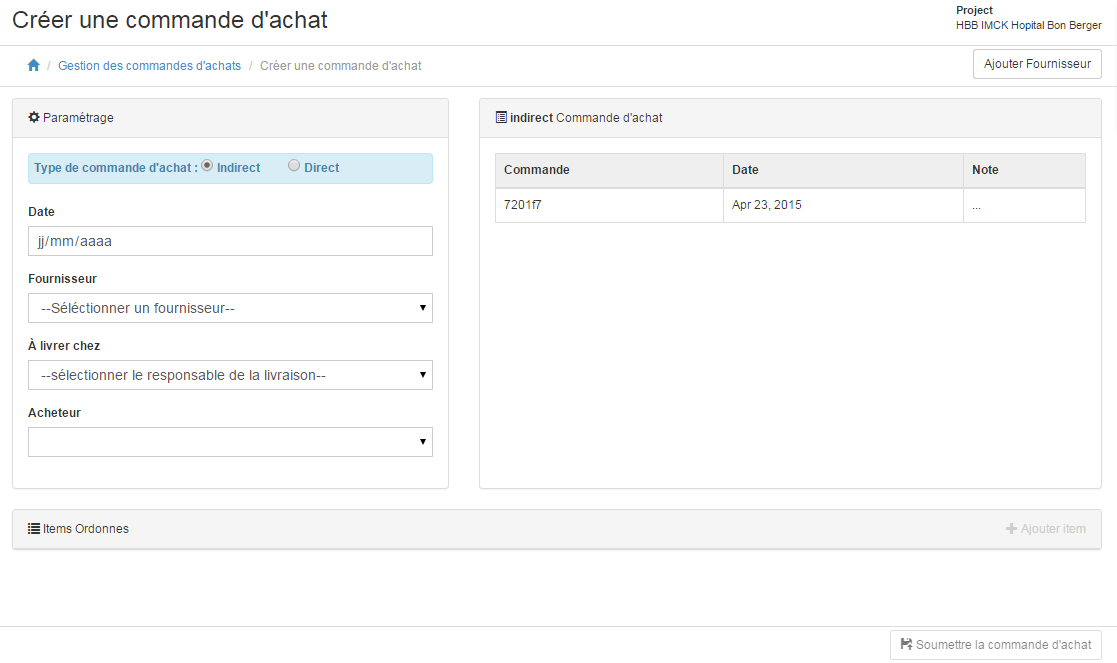 Créer une commande d'achat
Project
HBB IMCK Hopital Bon Berger
/ Gestion des commandes d'achats / Créer une commande d'achat
Ajouter Fournisseur
Paramétrage
Type de commande d'achat : Indirect Direct
Date
jj/mm/aaaa
Fournisseur
--Séléctionner un fournisseur--
À livrer chez
--sélectionner le responsable de la livraison--
Acheteur
indirect Commande d'achat
Commande Date Note
7201f7 Apr 23, 2015 ...
Items Ordonnes
Ajouter item
Soumettre la commande d'achat